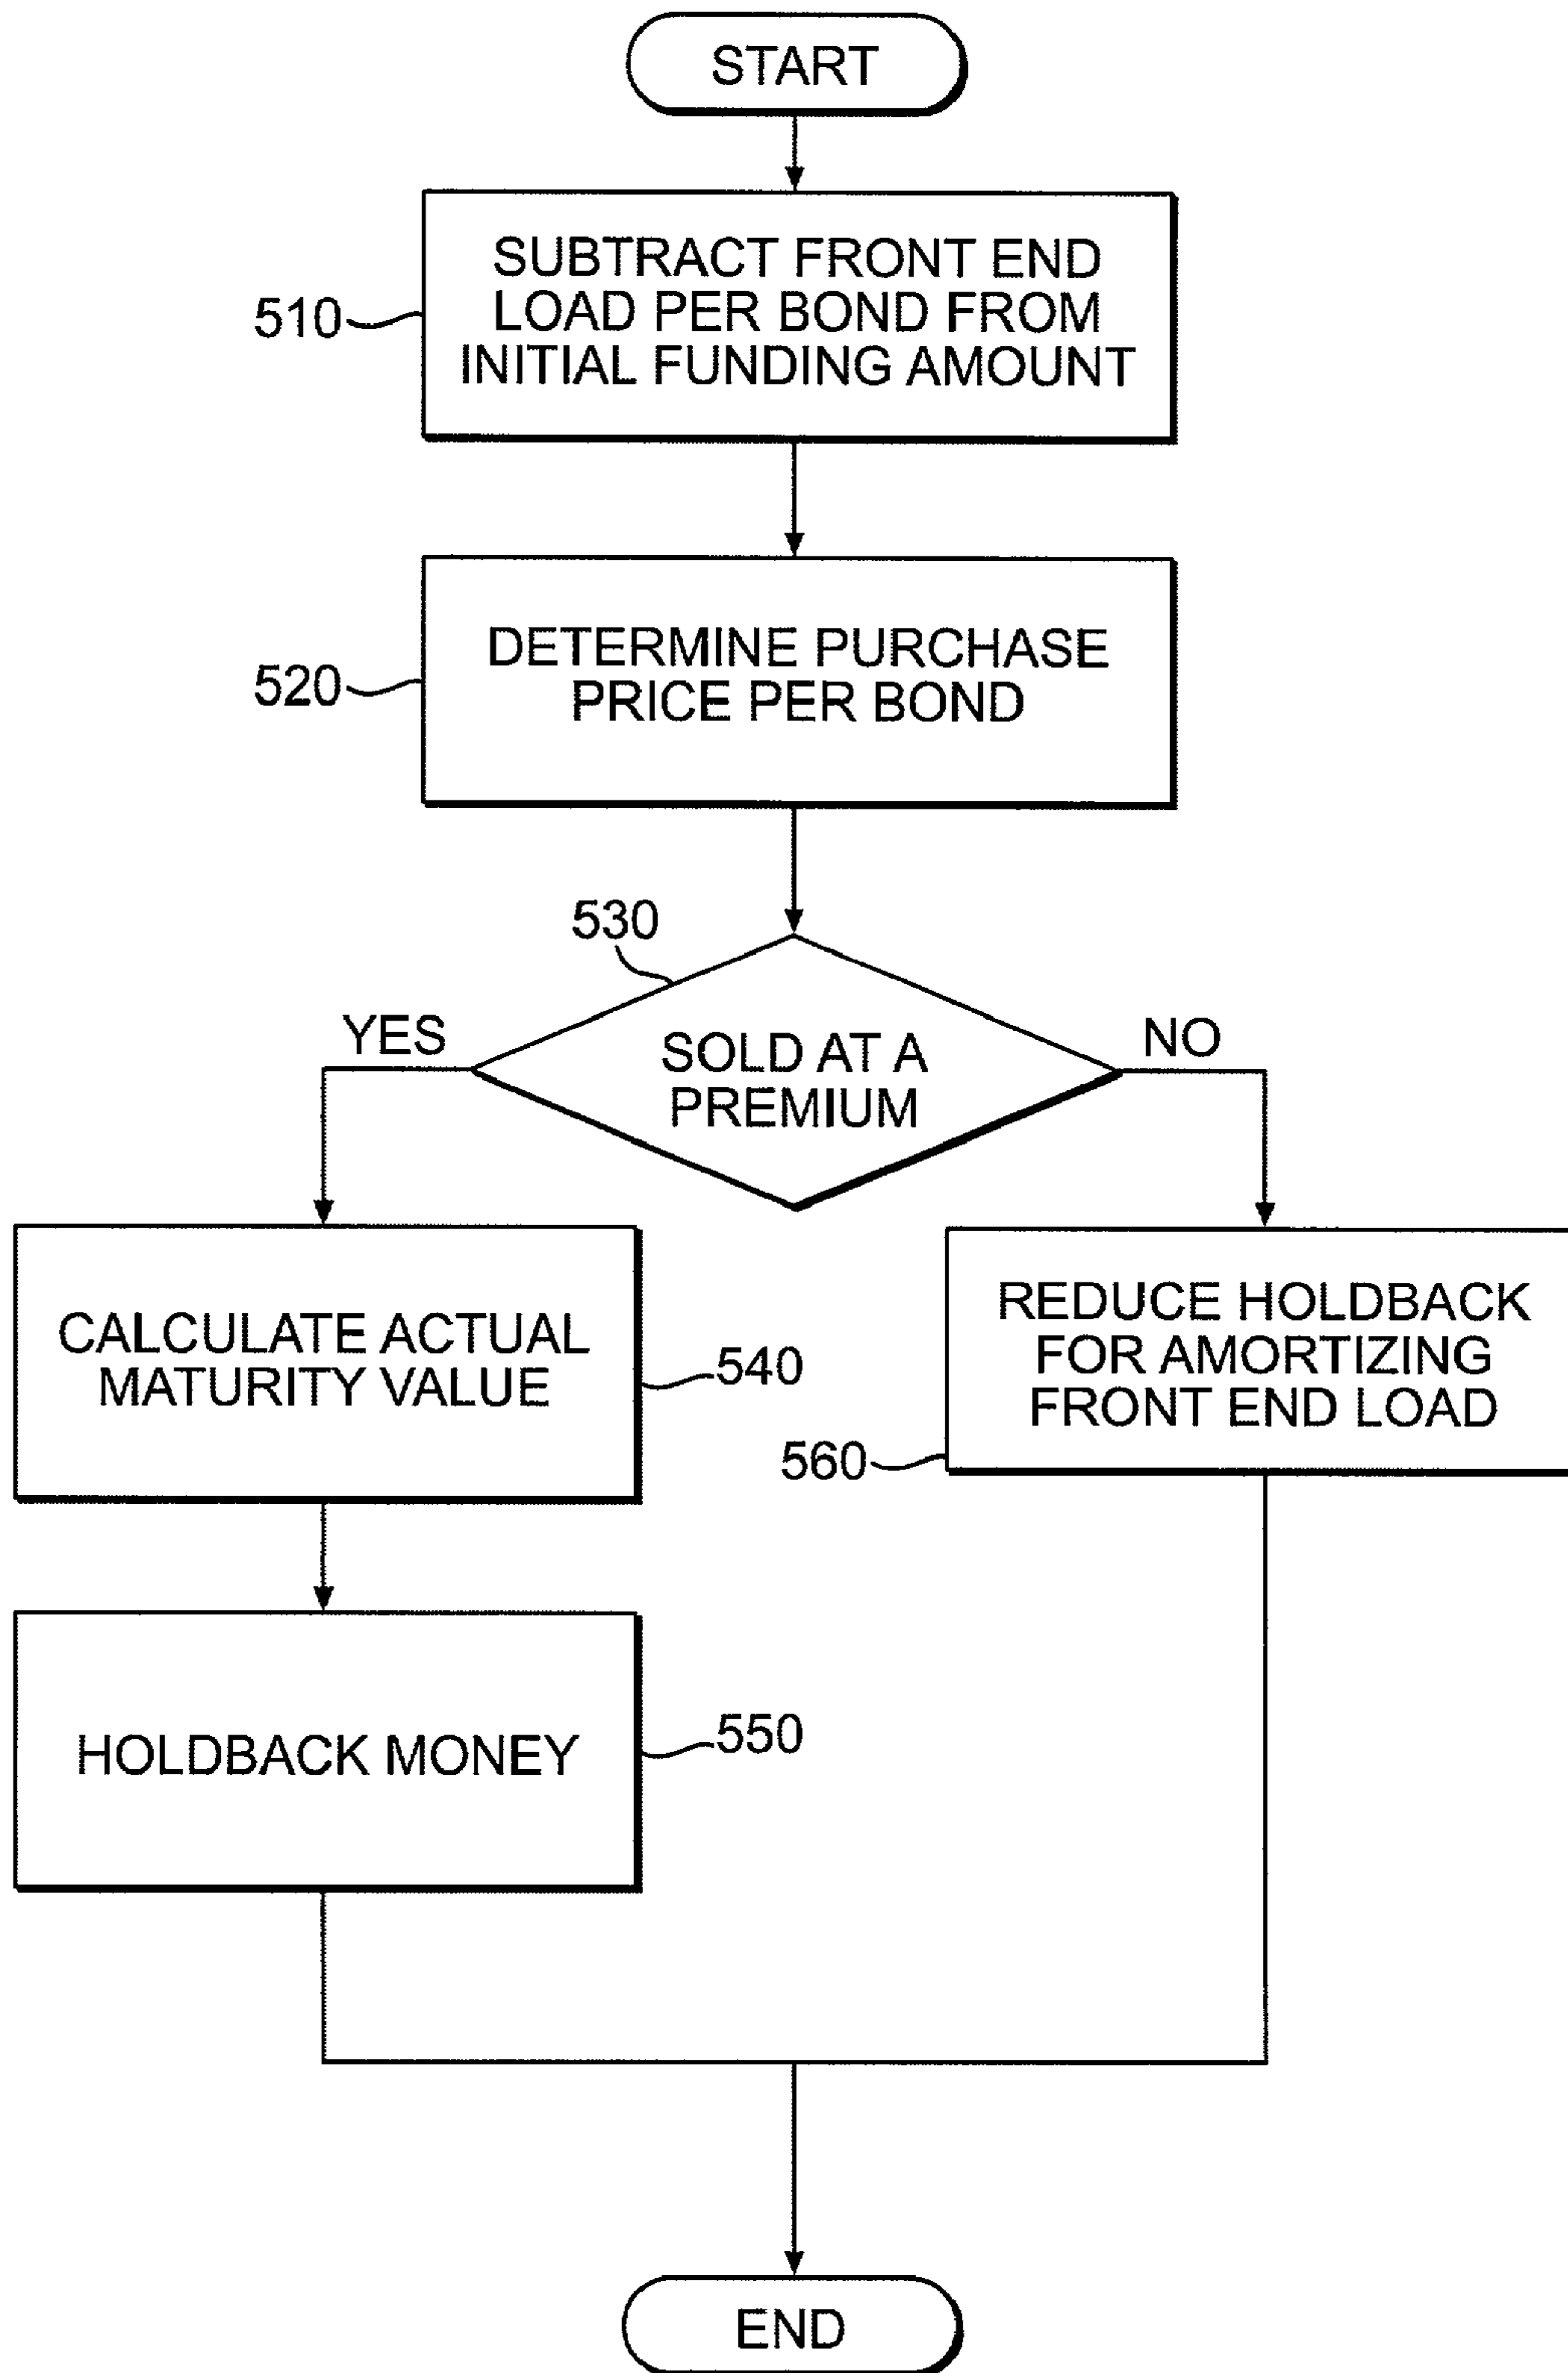 START
510
SUBTRACT FRONT END
LOAD PER BOND FROM
INITIAL FUNDING AMOUNT
520
DETERMINE PURCHASE
PRICE PER BOND
530
SOLD AT A
PREMIUM
YES
NO
CALCULATE ACTUAL
MATURITY VALUE
540
REDUCE HOLDBACK
FOR AMORTIZING
FRONT END LOAD
560
HOLDBACK MONEY
550
END